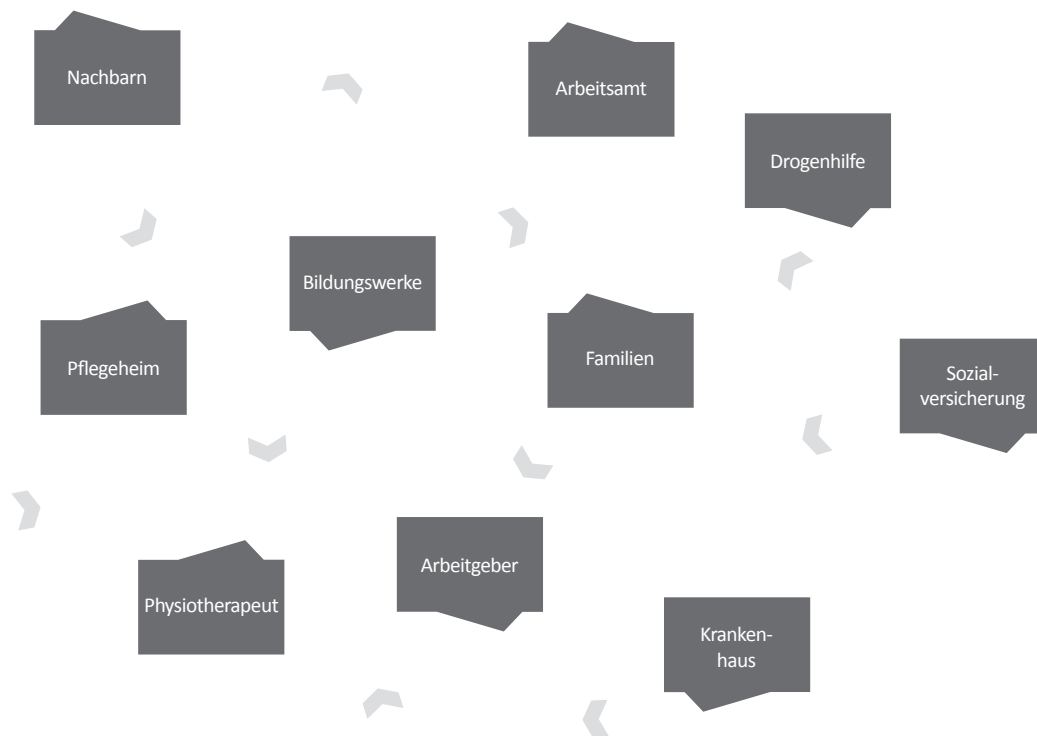 Nachbarn
Arbeitsamt
Drogenhilfe
Bildungswerke
Pflegeheim
Familien
Sozial-
versicherung
Arbeitgeber
Physiotherapeut
Kranken-
haus